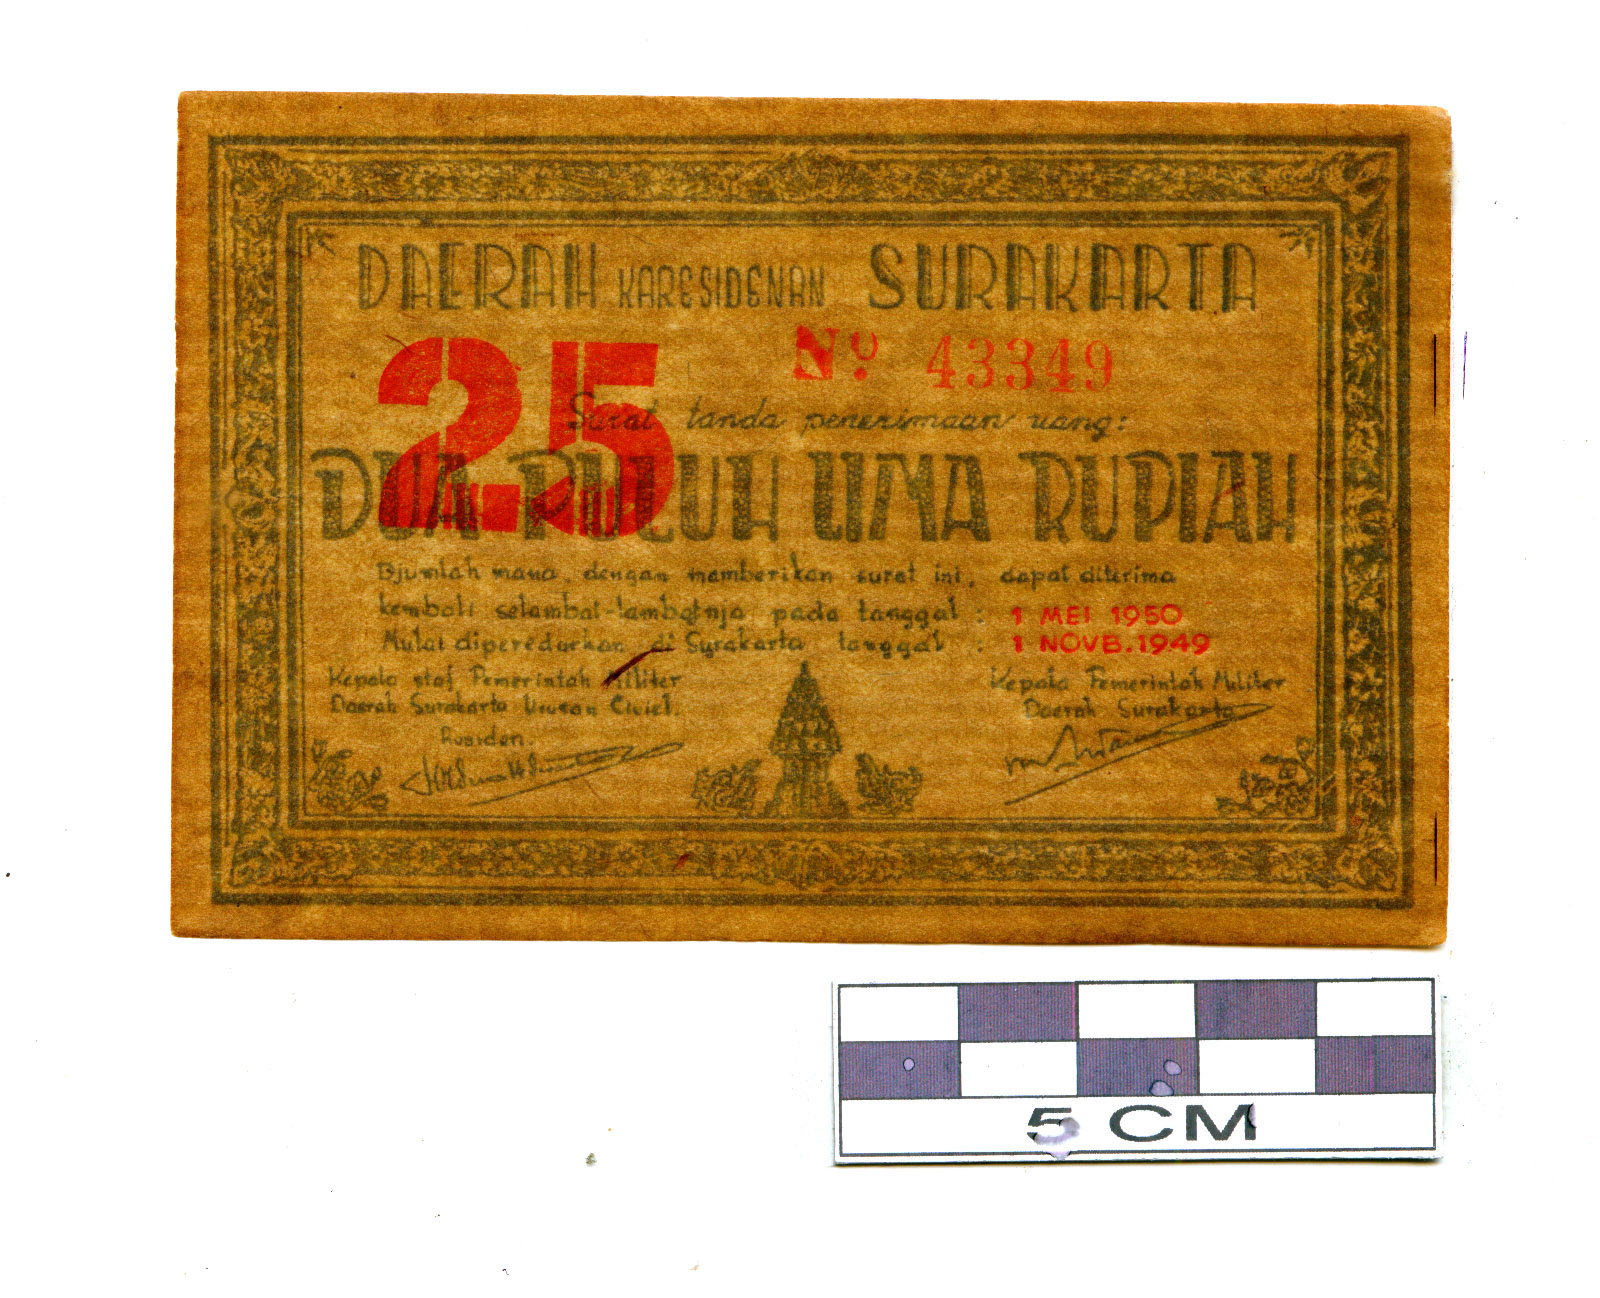 DAERAH KARESIDENAN SURAKARTA
25
No. 43349
Surat tanda penerimaan uang:
DUA PULUH LIMA RUPIAH
Djumlah mana, dengan memberikan surat ini, dapat diterima
kembali selambat-lambatnja pada tanggal : 1 MEI 1950
Mulai diperedarkan di Surakarta tanggal : 1 NOVB. 1949
Kepala staf Pemerintah Militer
Daerah Surakarta Urusan Civiel.
Residen.
Kepala Pemerintah Militer
Daerah Surakarta
5 CM